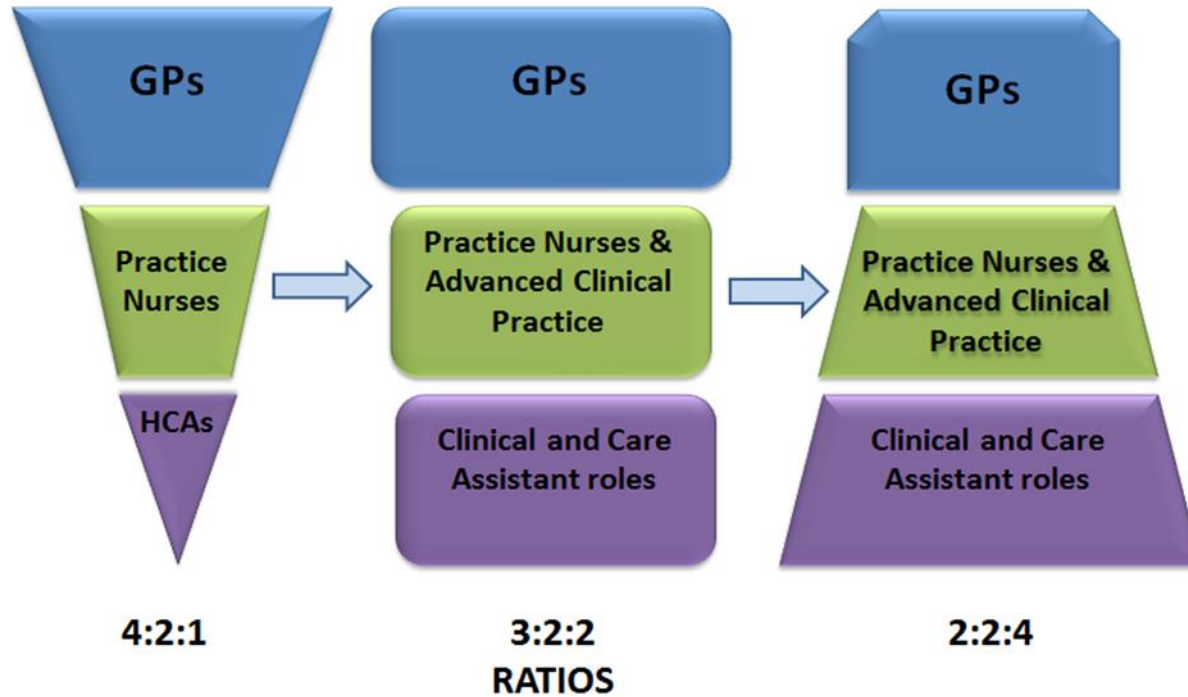 GPs
Practice
Nurses
HCAs
4:2:1
GPs
Practice Nurses &
Advanced Clinical
Practice
Clinical and Care
Assistant roles
3:2:2
RATIOS
GPs
Practice Nurses &
Advanced Clinical
Practice
Clinical and Care
Assistant roles
2:2:4